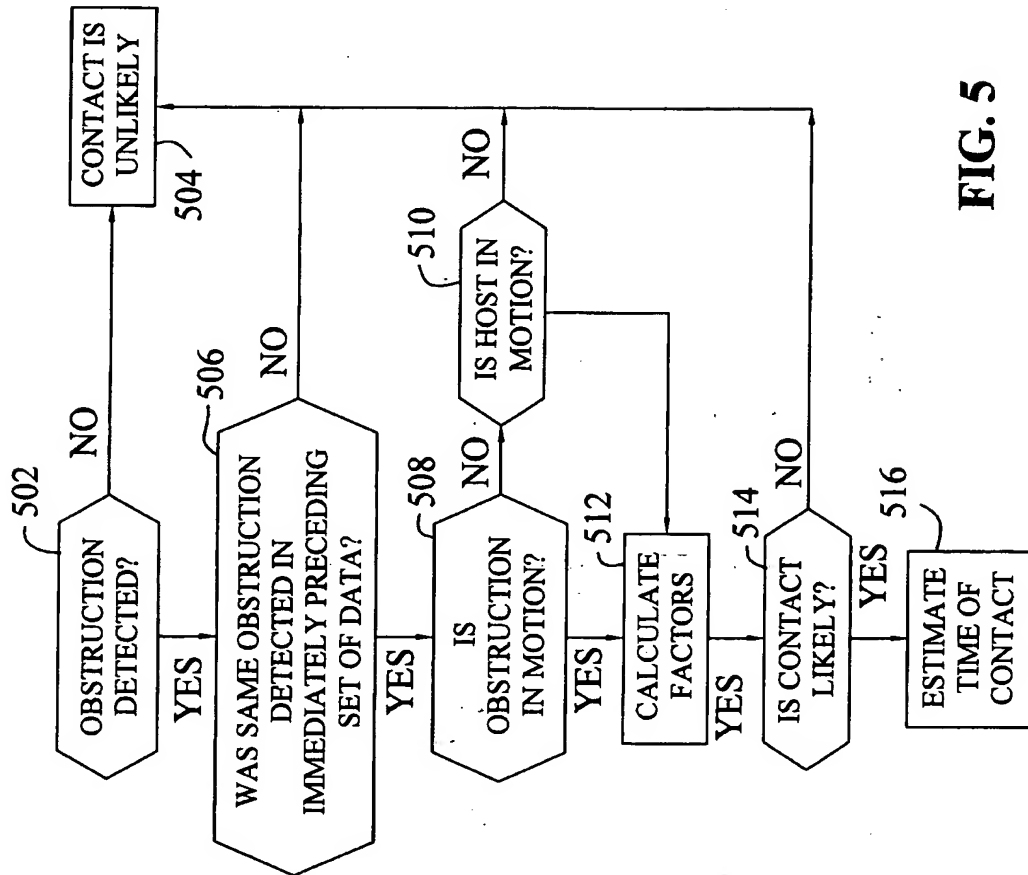 502
OBSTRUCTION
DETECTED?
NO
CONTACT IS
UNLIKELY
504
YES
506
WAS SAME OBSTRUCTION
DETECTED IN
IMMEDIATELY PRECEDING
SET OF DATA?
NO
YES
508
IS
OBSTRUCTION
IN MOTION?
NO
510
IS HOST IN
MOTION?
NO
YES
512
CALCULATE
FACTORS
YES
514
IS CONTACT
LIKELY?
NO
YES
516
ESTIMATE
TIME OF
CONTACT
FIG. 5